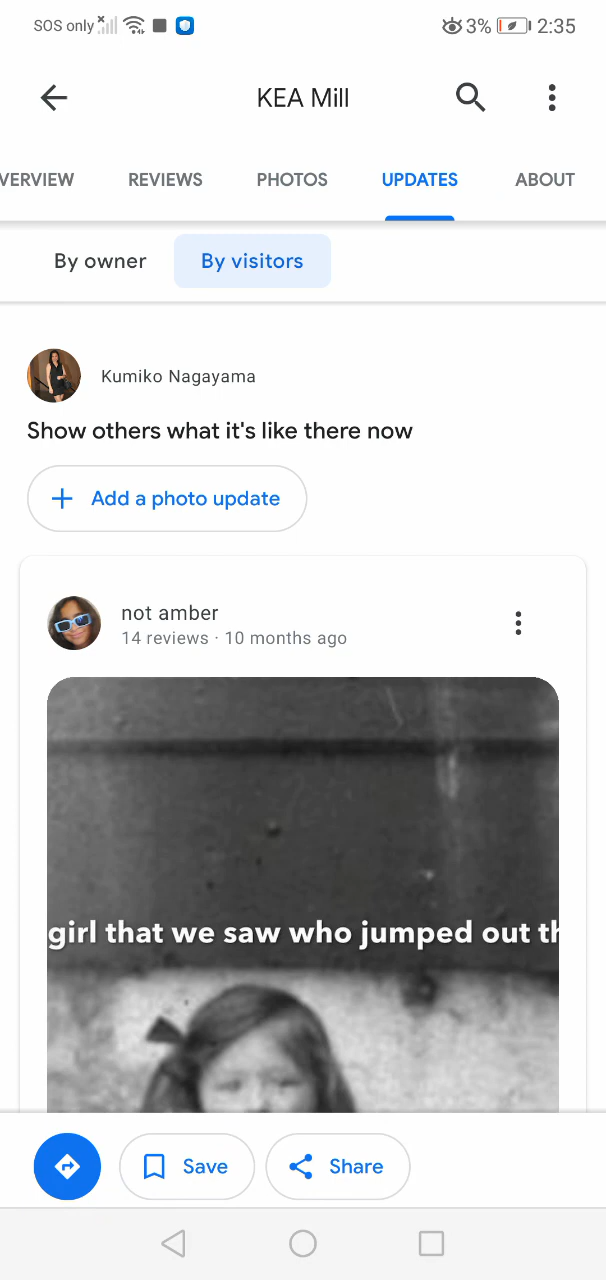 SOS only 3% 2:35
KEA Mill
VERVIEW REVIEWS PHOTOS UPDATES ABOUT
By owner By visitors
Kumiko Nagayama
Show others what it's like there now
+ Add a photo update
not amber
14 reviews · 10 months ago
girl that we saw who jumped out th
Save Share